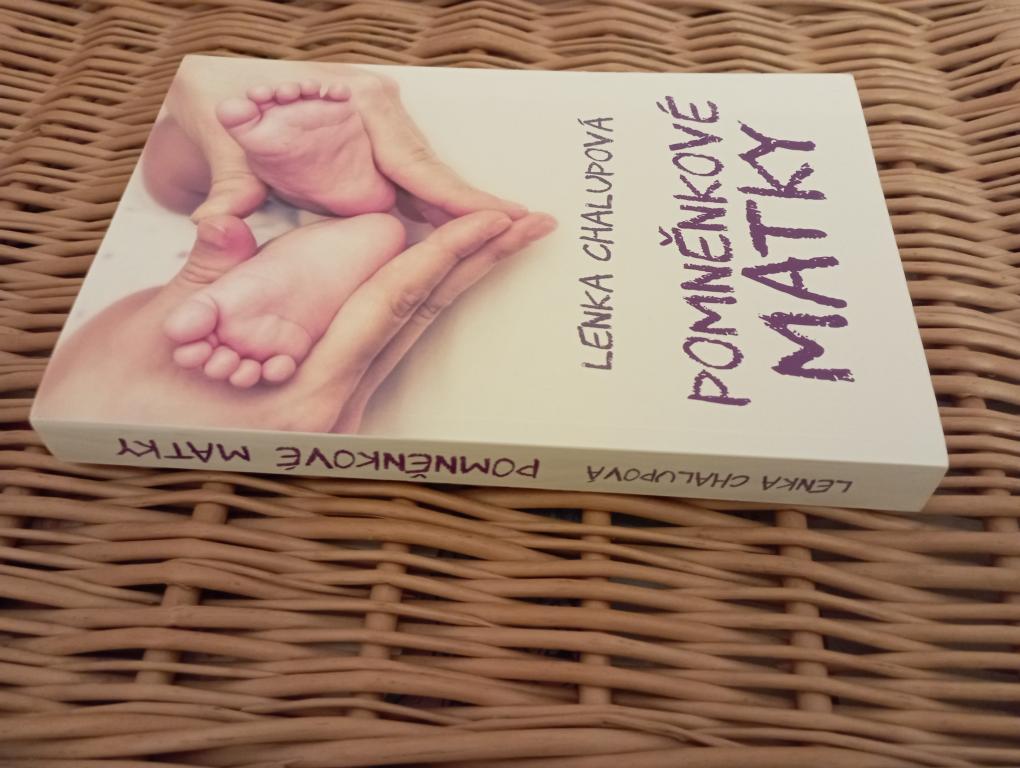 POMNĚNKOVÉ
MATKY
LENKA CHALUPOVÁ
LENKA CHALUPOVÁ POMNĚNKOVÉ MATKY